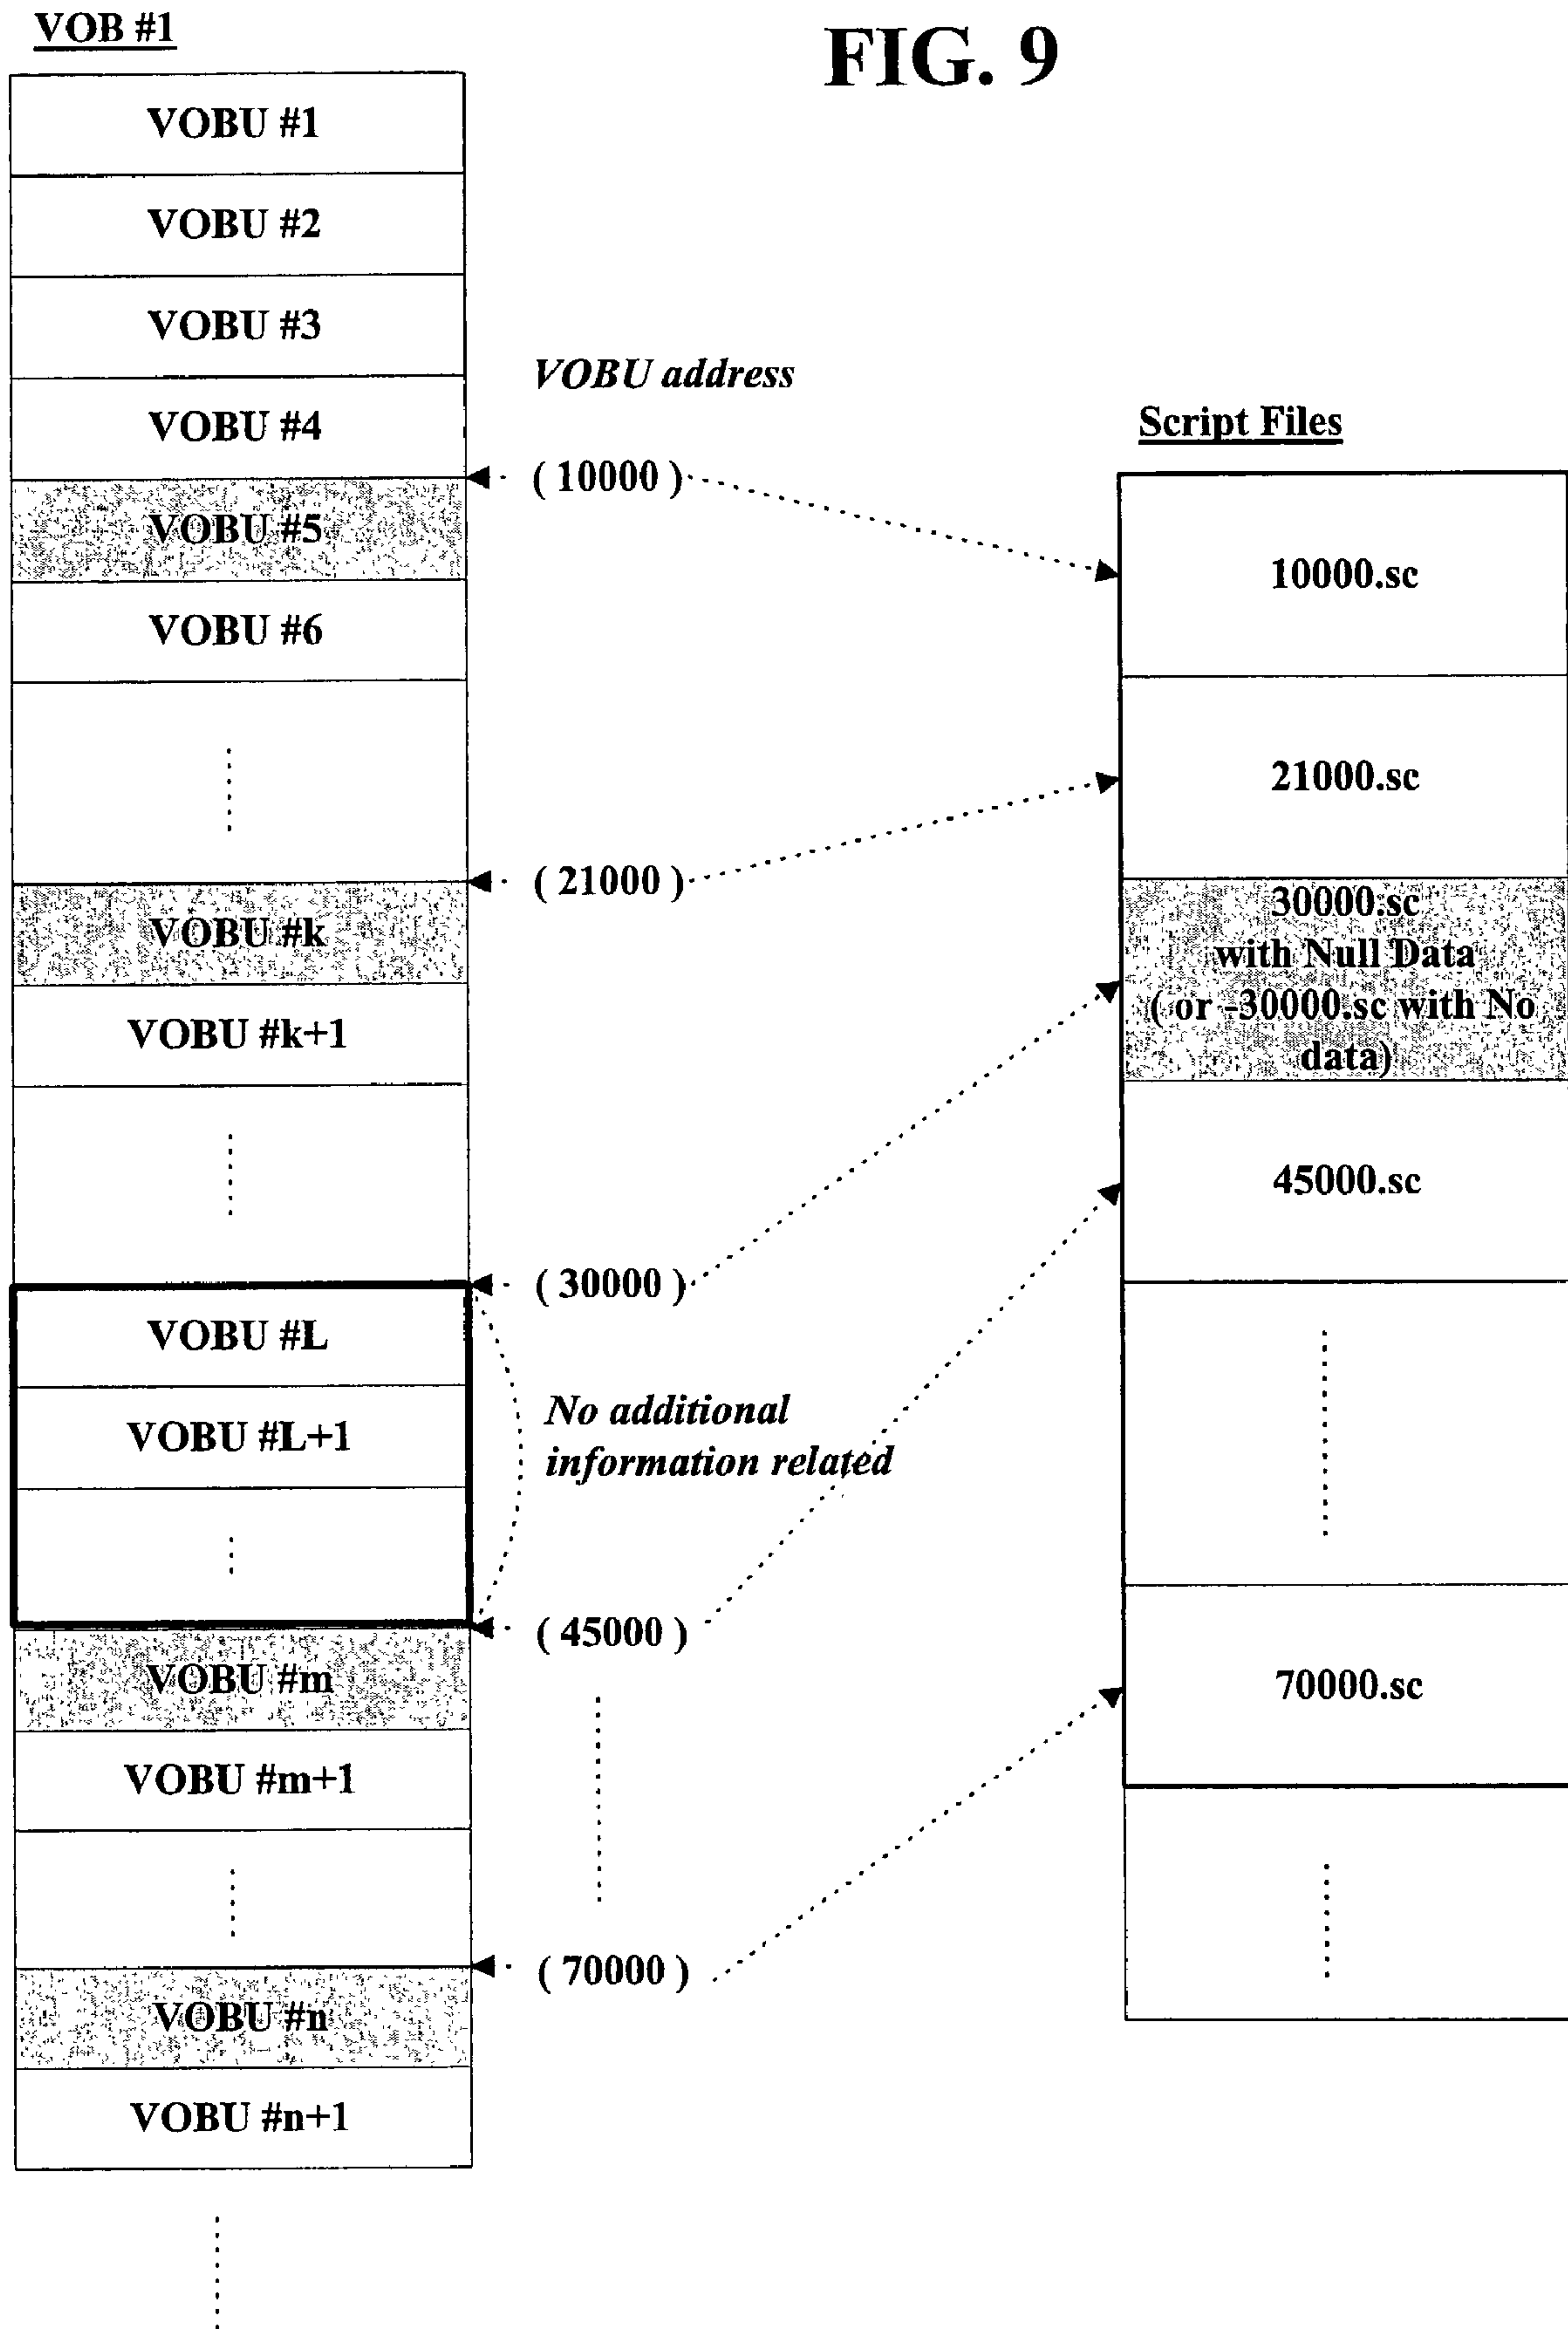 VOB #1
FIG. 9
VOBU #1
VOBU #2
VOBU #3
VOBU #4
VOBU #5
VOBU #6
VOBU #k
VOBU #k+1
VOBU #L
VOBU #L+1
VOBU #m
VOBU #m+1
VOBU #n
VOBU #n+1
VOBU address
( 10000 )
( 21000 )
( 30000 )
No additional
information related
( 45000 )
( 70000 )
Script Files
10000.sc
21000.sc
30000.sc
with Null Data
( or -30000.sc with No
data)
45000.sc
70000.sc